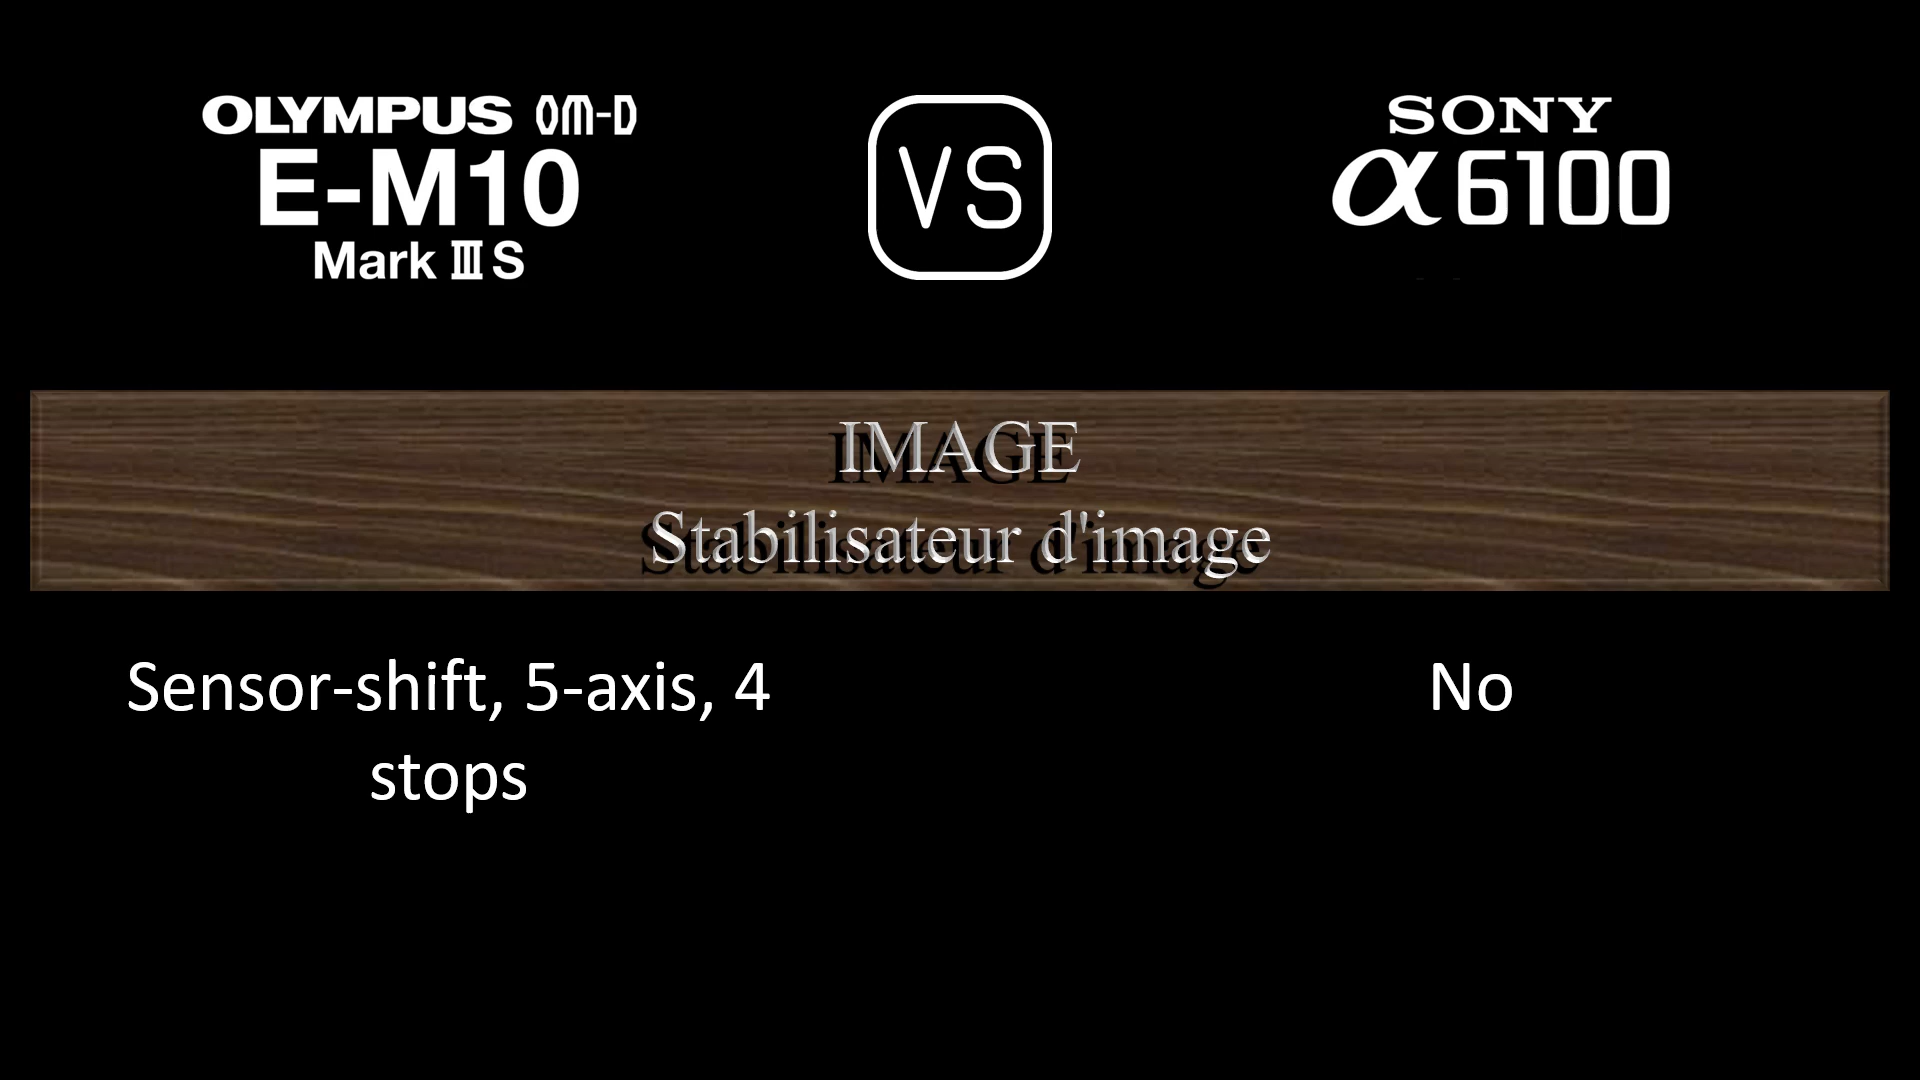 OLYMPUS OM-D
E-M10
Mark III S
VS
SONY
α6100
IMAGE
Stabilisateur d'image
Sensor-shift, 5-axis, 4
stops
No